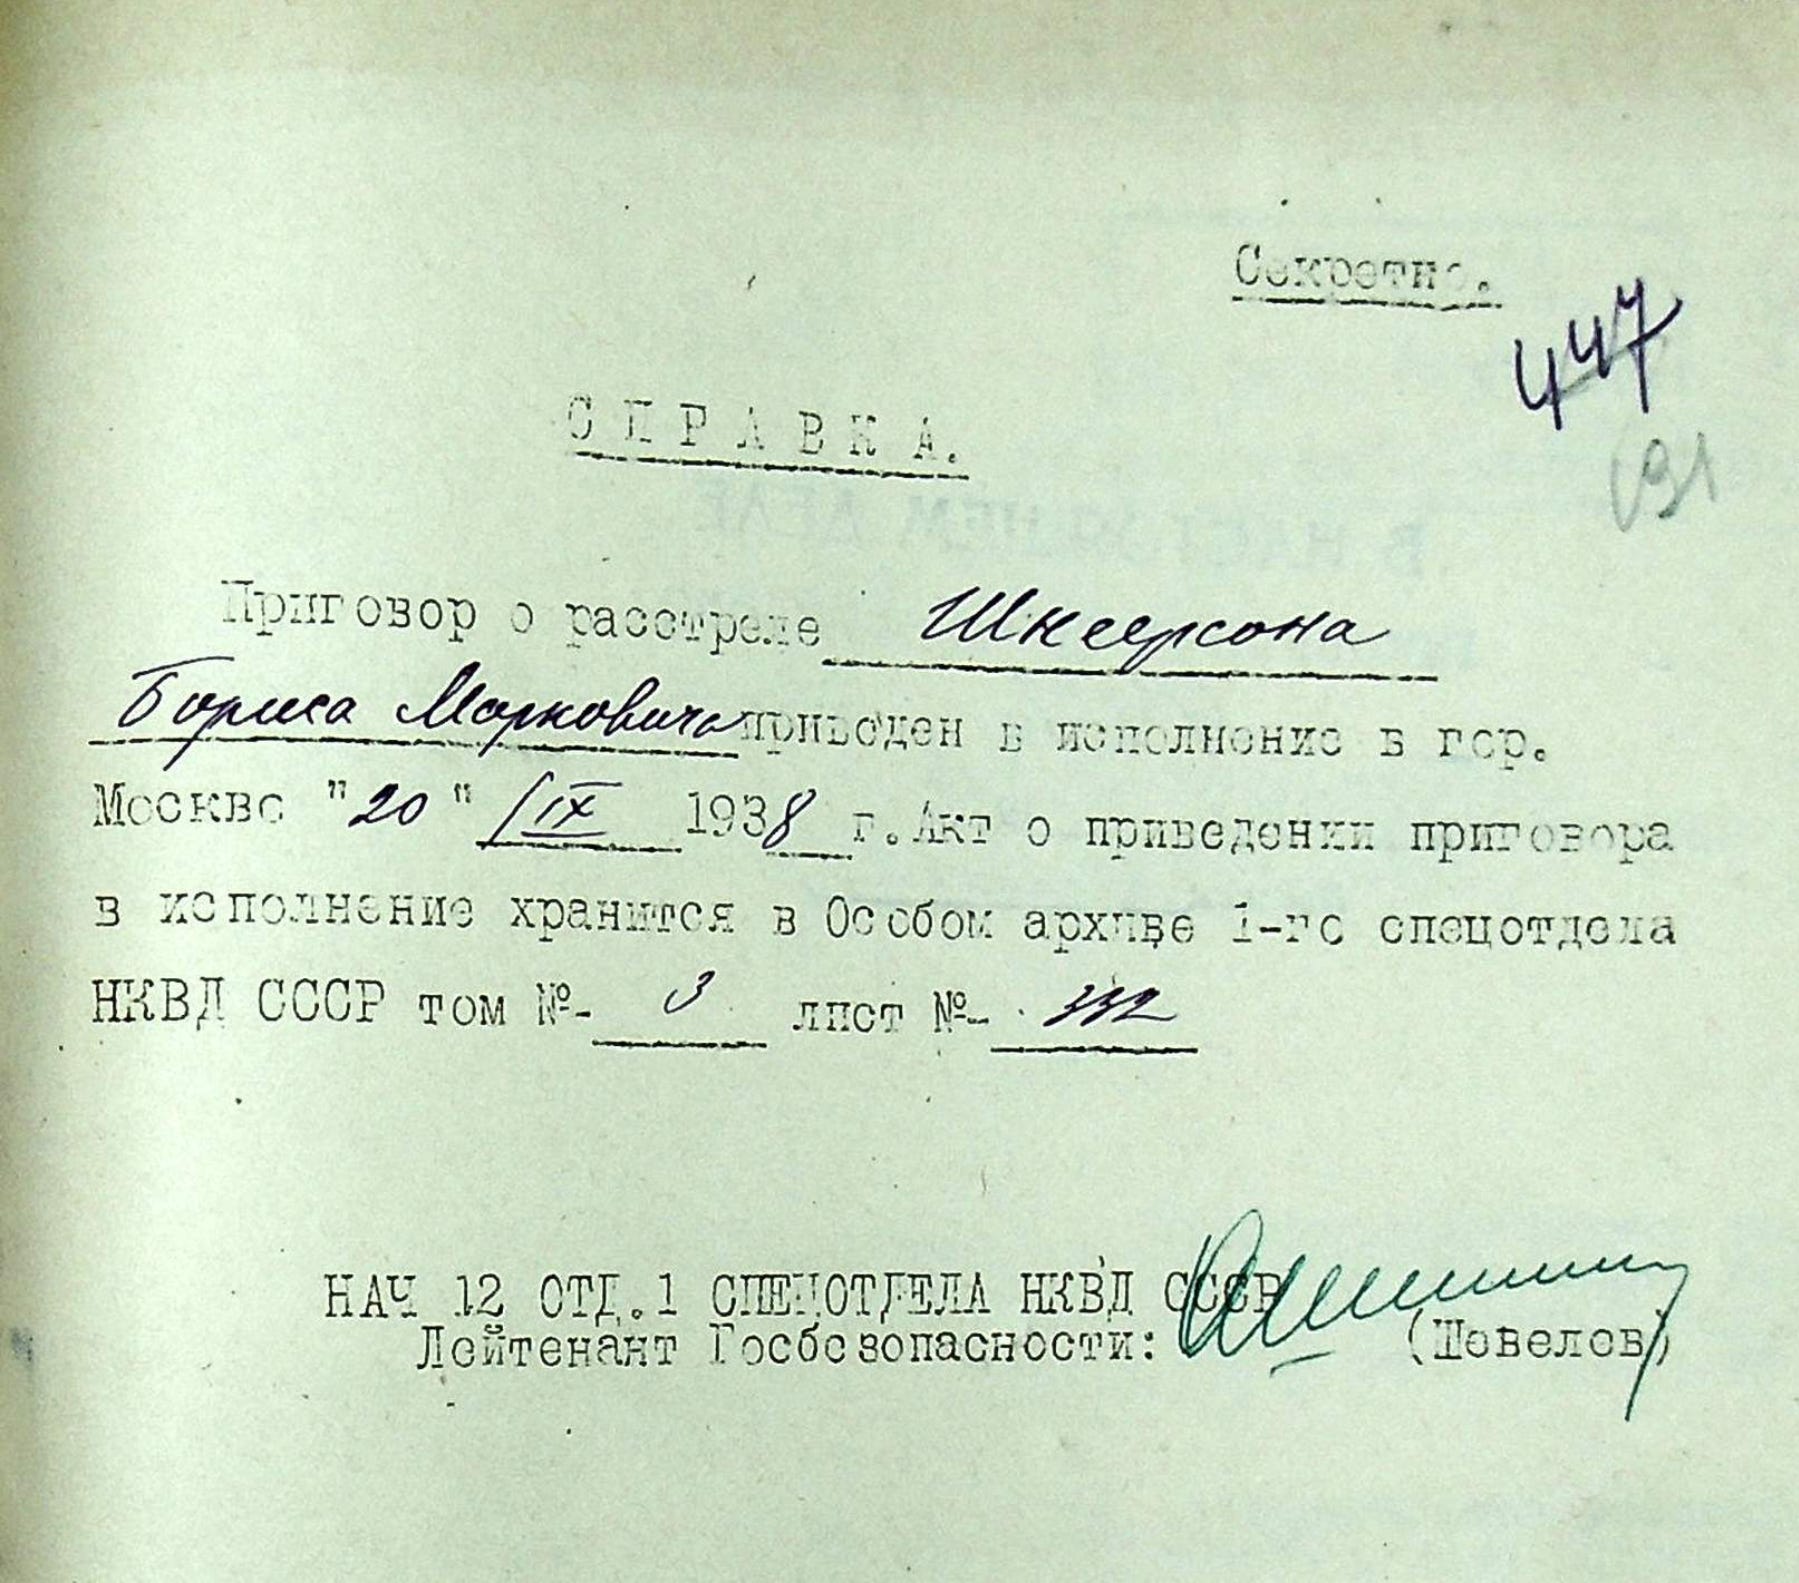 Секретно.
447
91
СПРАВКА.
Приговор о расстреле Шнеерсона
Бориса Марковича приведен в исполнение в гор.
Москве "20" IX 1938 г. Акт о приведении приговора
в исполнение хранится в Особом архиве 1-го спецотдела
НКВД СССР том №- 3 лист №- 332
НАЧ 12 ОТД.1 СПЕЦОТДЕЛА НКВД СССР
Лейтенант Госбезопасности: (Шевелев)